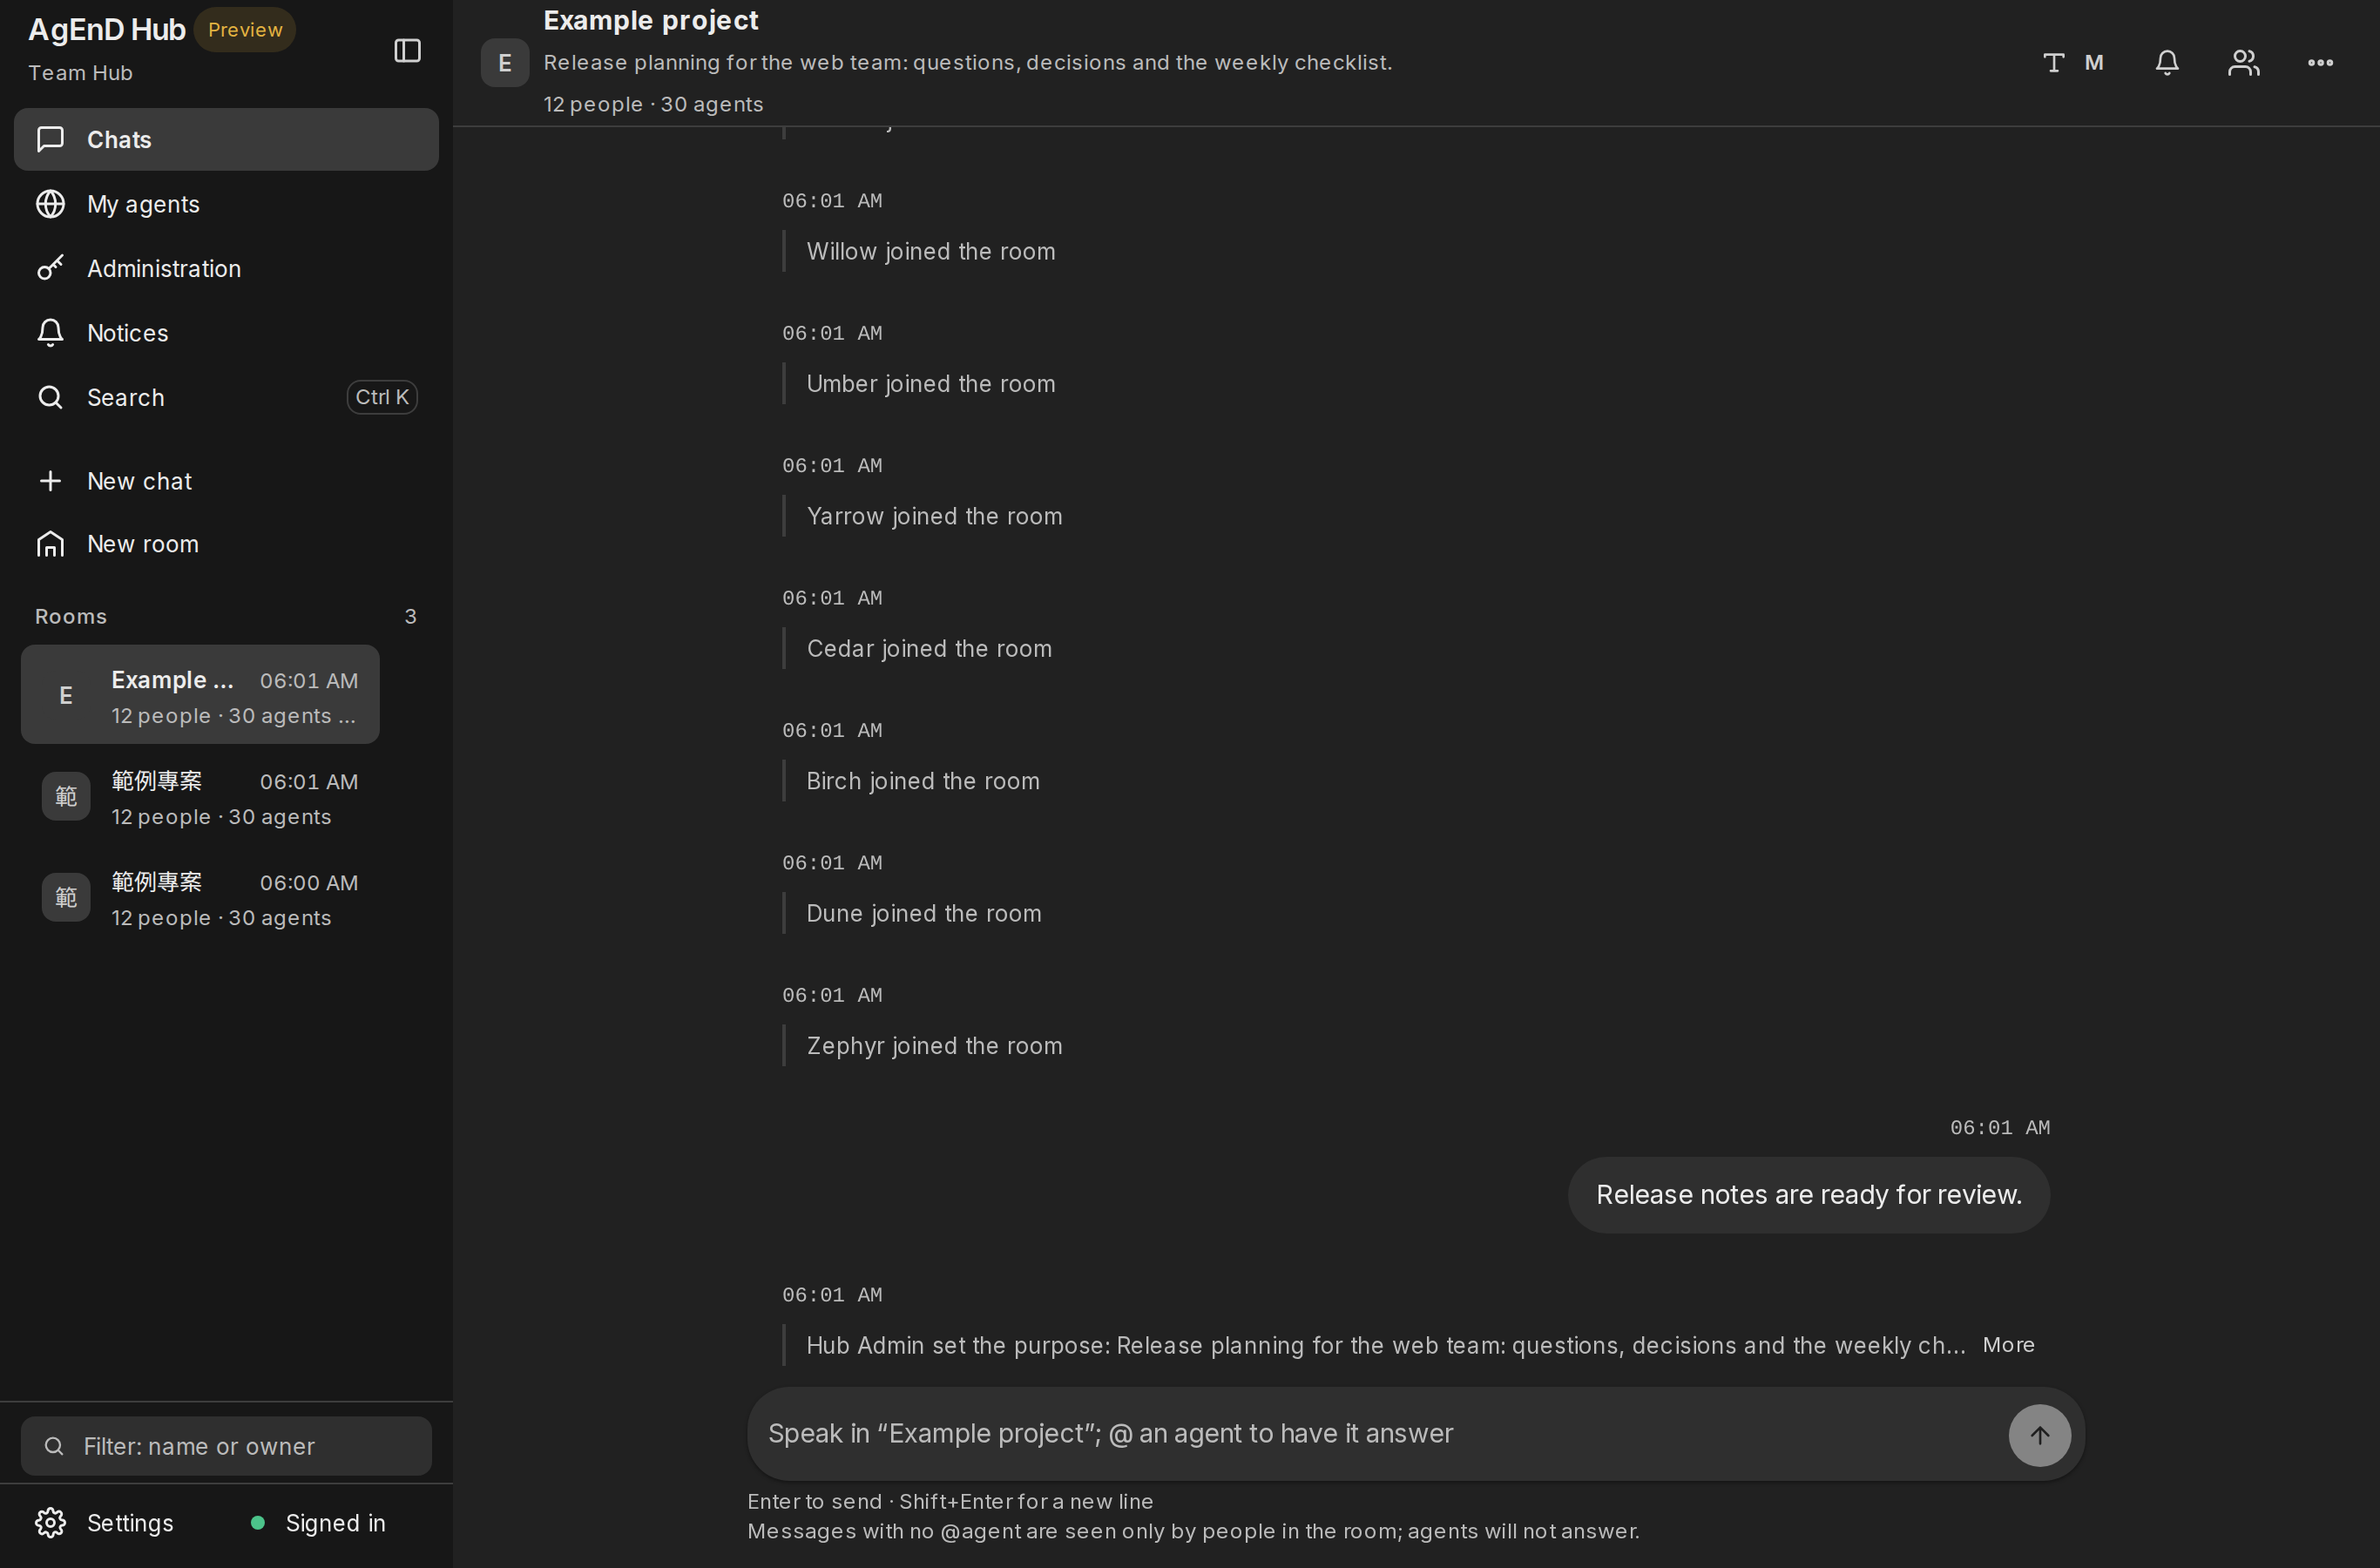 AgEnD Hub Preview
Team Hub
Chats
My agents
Administration
Notices
Search Ctrl K
New chat
New room
Rooms 3
E Example ... 06:01 AM
12 people · 30 agents ...
範 範例專案 06:01 AM
12 people · 30 agents
範 範例專案 06:00 AM
12 people · 30 agents
Filter: name or owner
Settings Signed in
Example project
E Release planning for the web team: questions, decisions and the weekly checklist.
12 people · 30 agents
M
06:01 AM
Willow joined the room
06:01 AM
Umber joined the room
06:01 AM
Yarrow joined the room
06:01 AM
Cedar joined the room
06:01 AM
Birch joined the room
06:01 AM
Dune joined the room
06:01 AM
Zephyr joined the room
06:01 AM
Release notes are ready for review.
06:01 AM
Hub Admin set the purpose: Release planning for the web team: questions, decisions and the weekly ch... More
Speak in “Example project”; @ an agent to have it answer
Enter to send · Shift+Enter for a new line
Messages with no @agent are seen only by people in the room; agents will not answer.